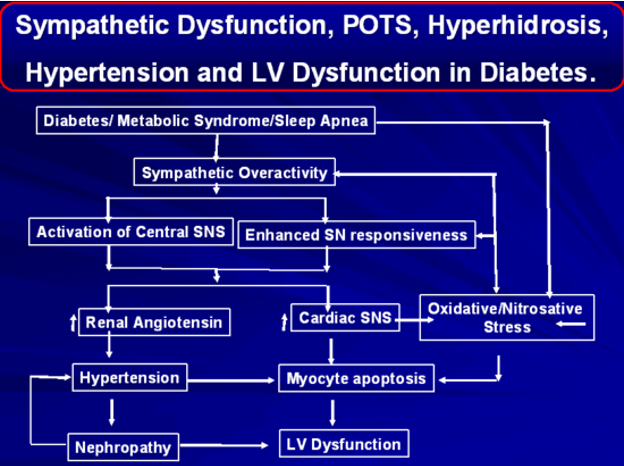 Sympathetic Dysfunction, POTS, Hyperhidrosis,
Hypertension and LV Dysfunction in Diabetes.
Diabetes/ Metabolic Syndrome/Sleep Apnea
Sympathetic Overactivity
Activation of Central SNS
Enhanced SN responsiveness
Renal Angiotensin
Cardiac SNS
Oxidative/Nitrosative
Stress
Hypertension
Myocyte apoptosis
Nephropathy
LV Dysfunction